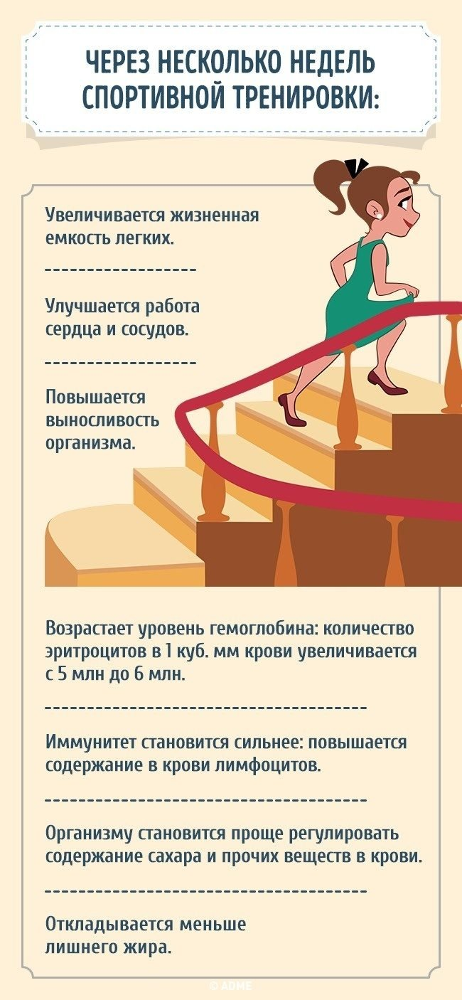 ЧЕРЕЗ НЕСКОЛЬКО НЕДЕЛЬ
СПОРТИВНОЙ ТРЕНИРОВКИ:
Увеличивается жизненная
емкость легких.
Улучшается работа
сердца и сосудов.
Повышается
выносливость
организма.
Возрастает уровень гемоглобина: количество
эритроцитов в 1 куб. мм крови увеличивается
с 5 млн до 6 млн.
Иммунитет становится сильнее: повышается
содержание в крови лимфоцитов.
Организму становится проще регулировать
содержание сахара и прочих веществ в крови.
Откладывается меньше
лишнего жира.
© ADME